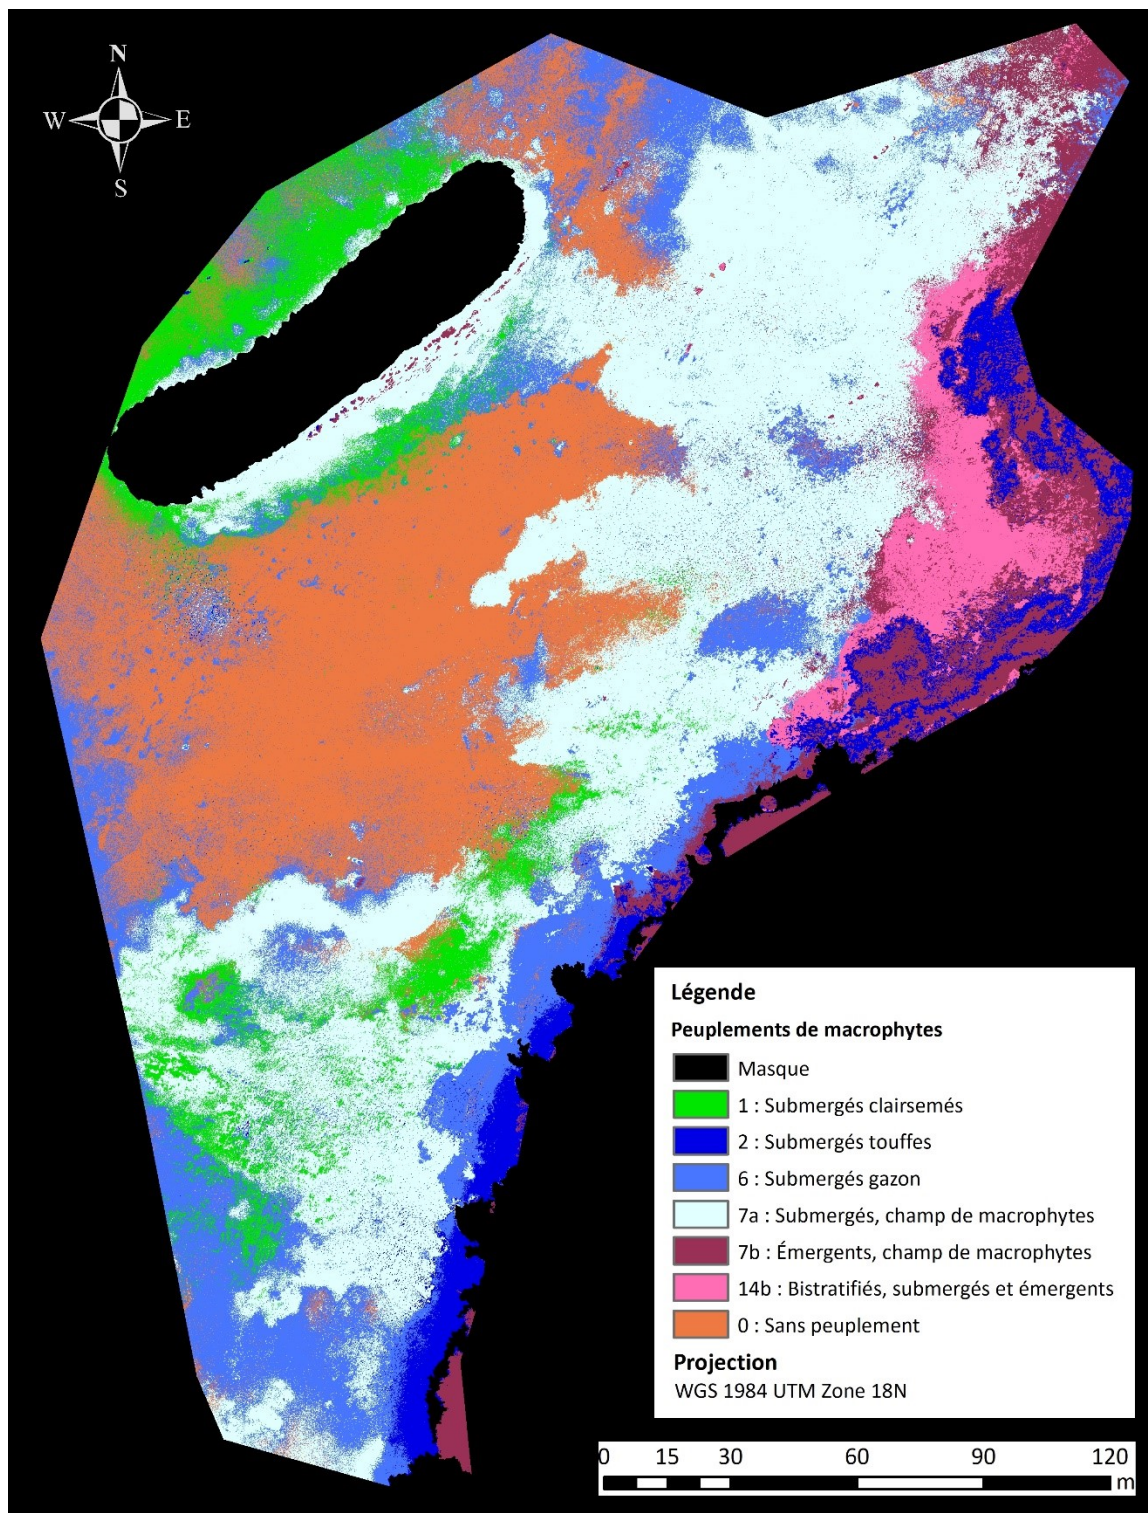 N
W E
S
Légende
Peuplements de macrophytes
Masque
1 : Submergés clairsemés
2 : Submergés touffes
6 : Submergés gazon
7a : Submergés, champ de macrophytes
7b : Émergents, champ de macrophytes
14b : Bistratifiés, submergés et émergents
0 : Sans peuplement
Projection
WGS 1984 UTM Zone 18N
0 15 30 60 90 120
m